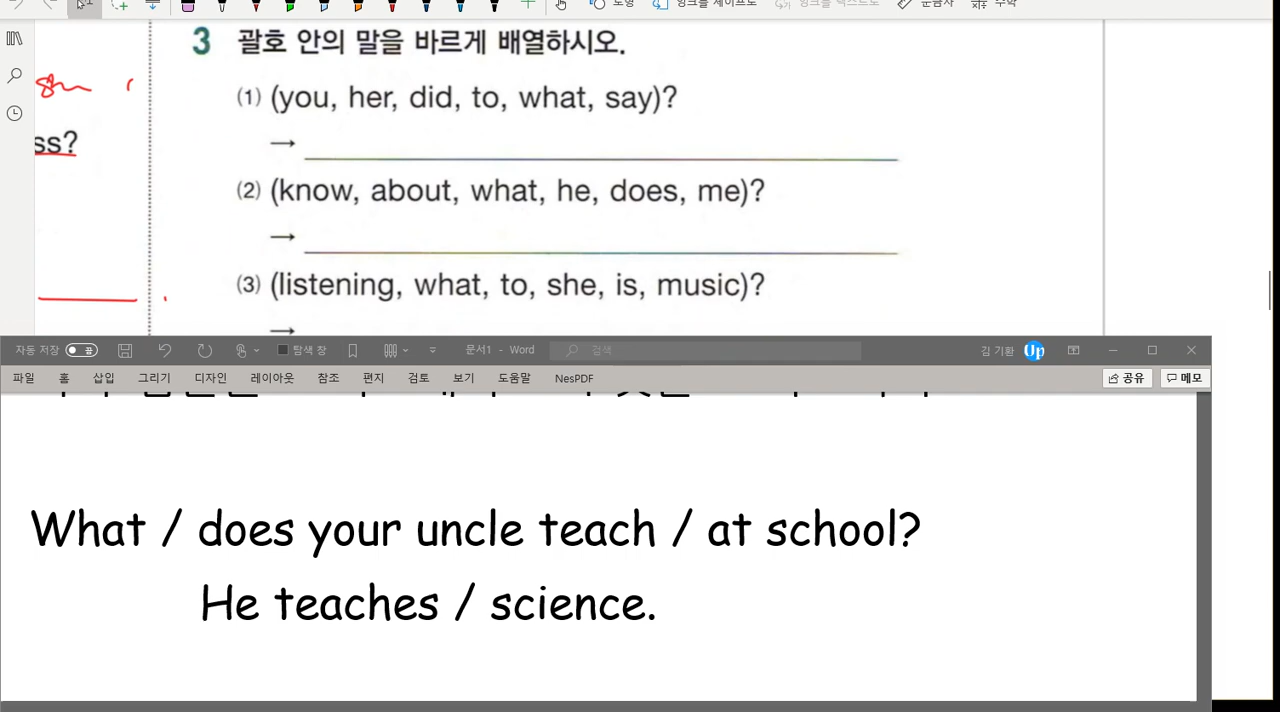 3 괄호 안의 말을 바르게 배열하시오.
(1) (you, her, did, to, what, say)?
→
ss?
(2) (know, about, what, he, does, me)?
→
(3) (listening, what, to, she, is, music)?
→
자동 저장 끔 탐색 창 문서1 - Word 검색 김 기환 Up
파일 홈 삽입 그리기 디자인 레이아웃 참조 편지 검토 보기 도움말 NesPDF 공유 메모
What / does your uncle teach / at school?
He teaches / science.